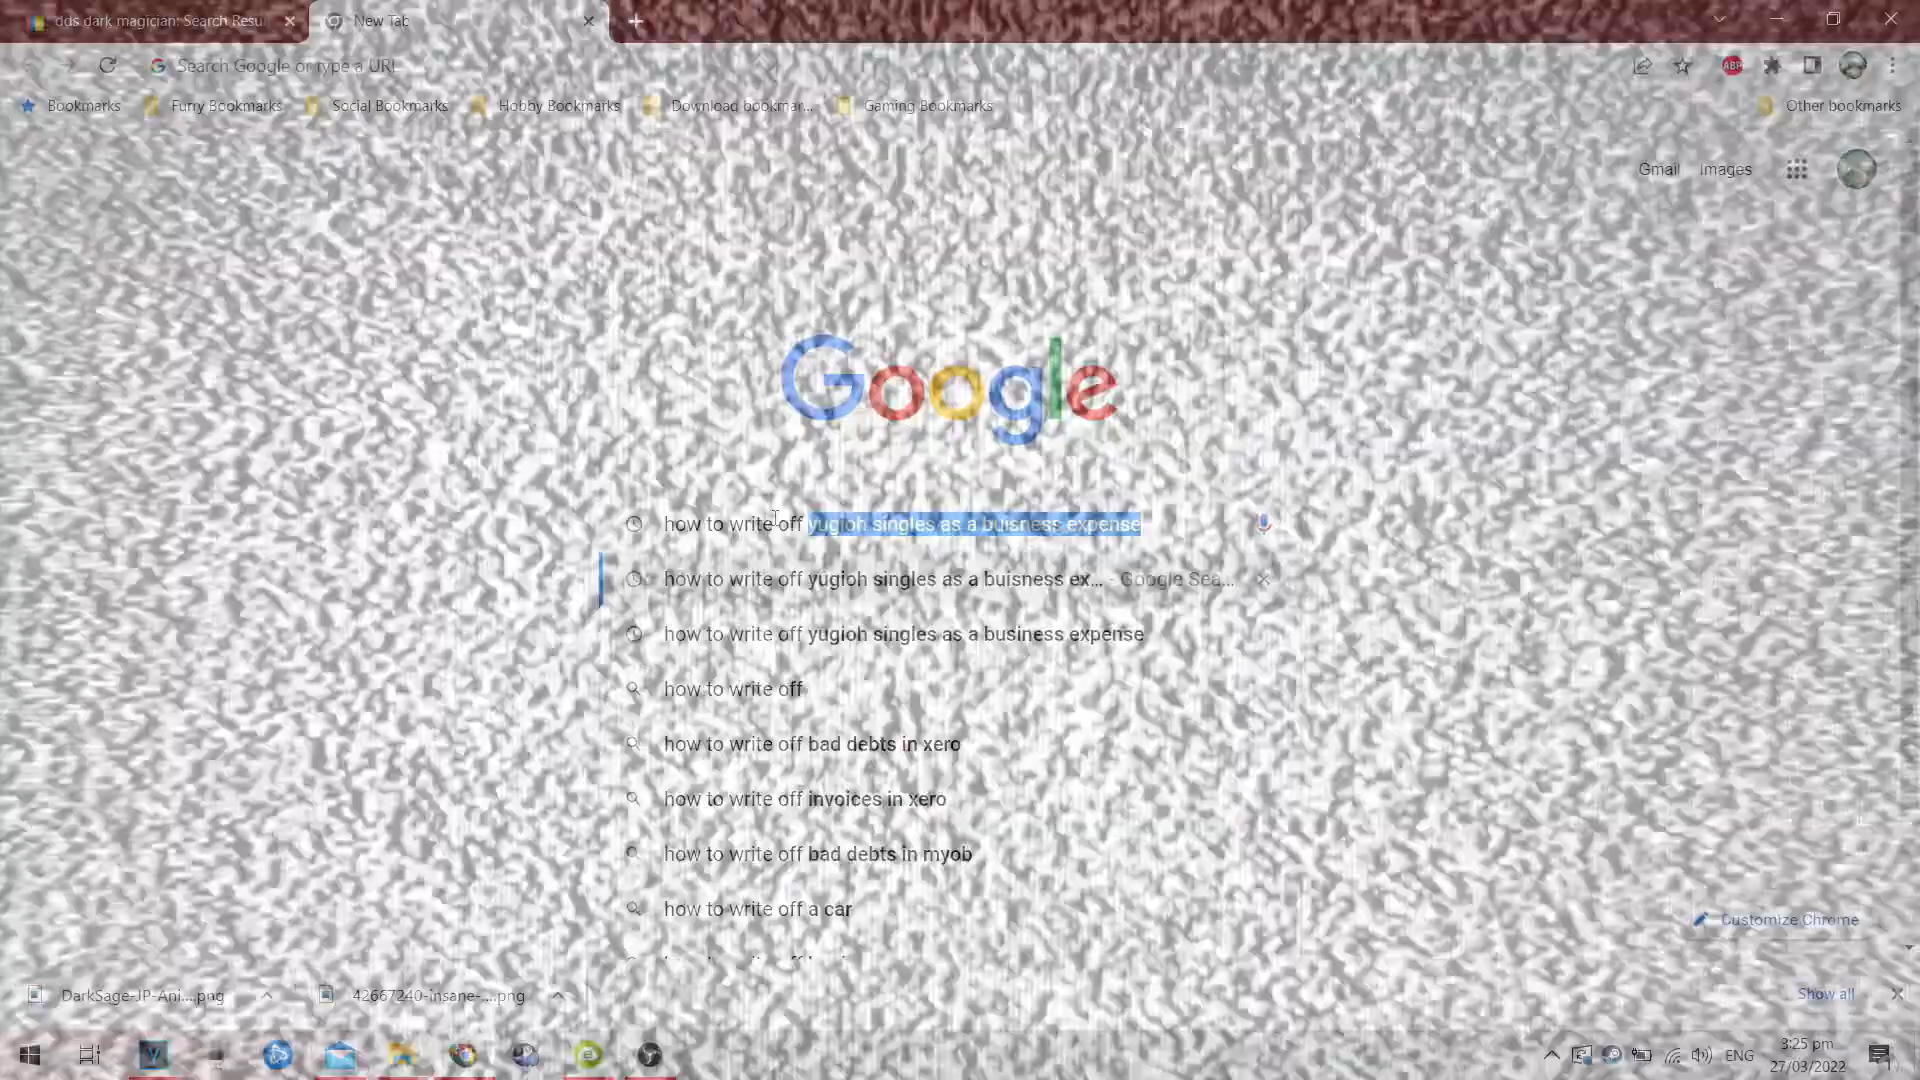 dds dark magician: Search Resu
New Tab
Search Google or type a URL
ABP
Bookmarks
Furry Bookmarks
Social Bookmarks
Hobby Bookmarks
Download bookmar...
Gaming Bookmarks
Other bookmarks
Gmail
Images
Google
how to write off yugioh singles as a buisness expense
how to write off yugioh singles as a buisness ex... - Google Sea...
how to write off yugioh singles as a business expense
how to write off
how to write off bad debts in xero
how to write off invoices in xero
how to write off bad debts in myob
how to write off a car
Customize Chrome
DarkSage-JP-Ani....png
42667240-insane-....png
Show all
ENG
3:25 pm
27/03/2022